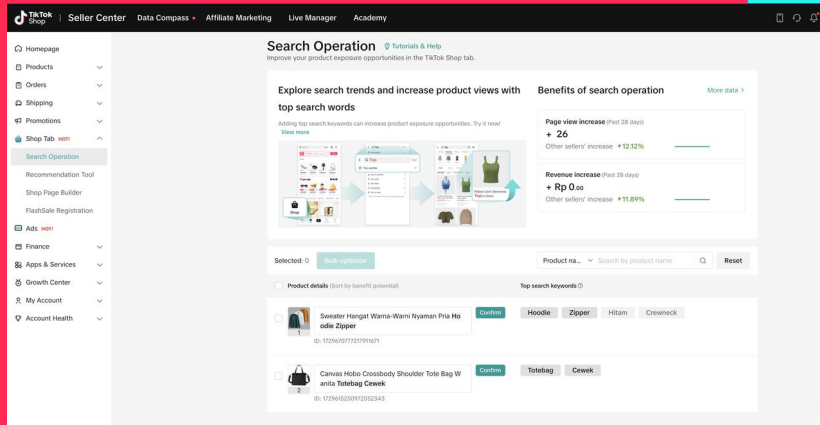 TikTok Shop | Seller Center Data Compass Affiliate Marketing Live Manager Academy
Homepage
Products
Orders
Shipping
Promotions
Shop Tab HOT!
Search Operation
Recommendation Tool
Shop Page Builder
FlashSale Registration
Ads HOT!
Finance
Apps & Services
Growth Center
My Account
Account Health
Search Operation Tutorials & Help
Improve your product exposure opportunities in the TikTok Shop tab.
Explore search trends and increase product views with
top search words
Adding top search keywords can increase product exposure opportunities. Try it now!
View more
Shop
Top
Benefits of search operation More data >
Page view increase (Past 28 days)
+ 26
Other sellers' increase +12.12%
Revenue increase (Past 28 days)
+ Rp 0.00
Other sellers' increase +11.89%
Selected: 0 Bulk optimize Product na... Search by product name Reset
Product details (Sort by benefit potential) Top search keywords
1
Sweater Hangat Warna-Warni Nyaman Pria Ho
odie Zipper
Confirm Hoodie Zipper Hitam Crewneck
ID: 1729670777217911671
2
Canvas Hobo Crossbody Shoulder Tote Bag W
anita Totebag Cewek
Confirm Totebag Cewek
ID: 1729615250972052343